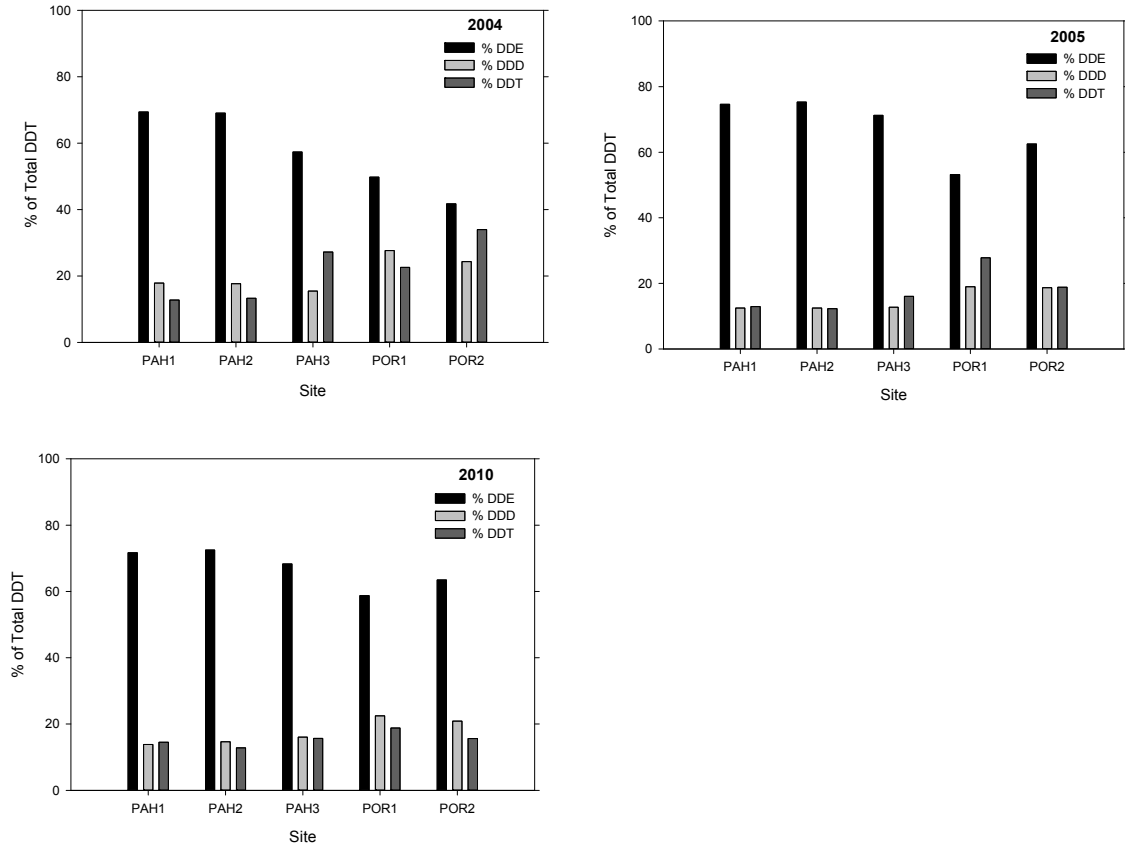 100
80
60
40
20
0
% of Total DDT
2004
% DDE
% DDD
% DDT
PAH1 PAH2 PAH3 POR1 POR2
Site
100
80
60
40
20
0
% of Total DDT
2005
% DDE
% DDD
% DDT
PAH1 PAH2 PAH3 POR1 POR2
Site
100
80
60
40
20
0
% of Total DDT
2010
% DDE
% DDD
% DDT
PAH1 PAH2 PAH3 POR1 POR2
Site